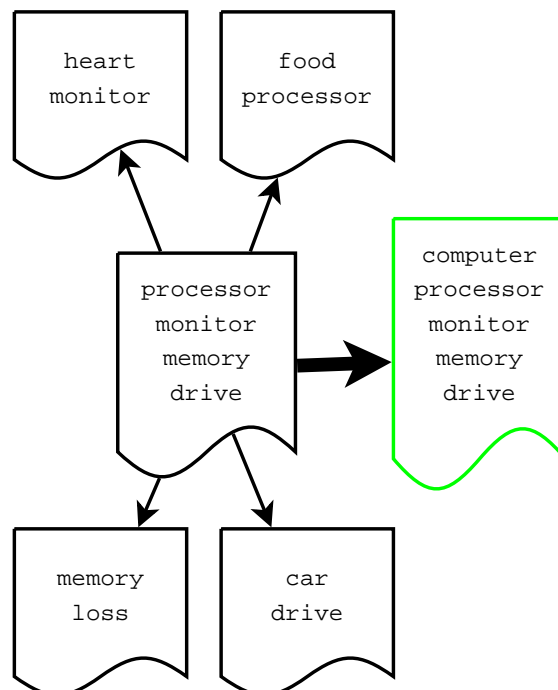 heart
monitor
food
processor
processor
monitor
memory
drive
computer
processor
monitor
memory
drive
memory
loss
car
drive